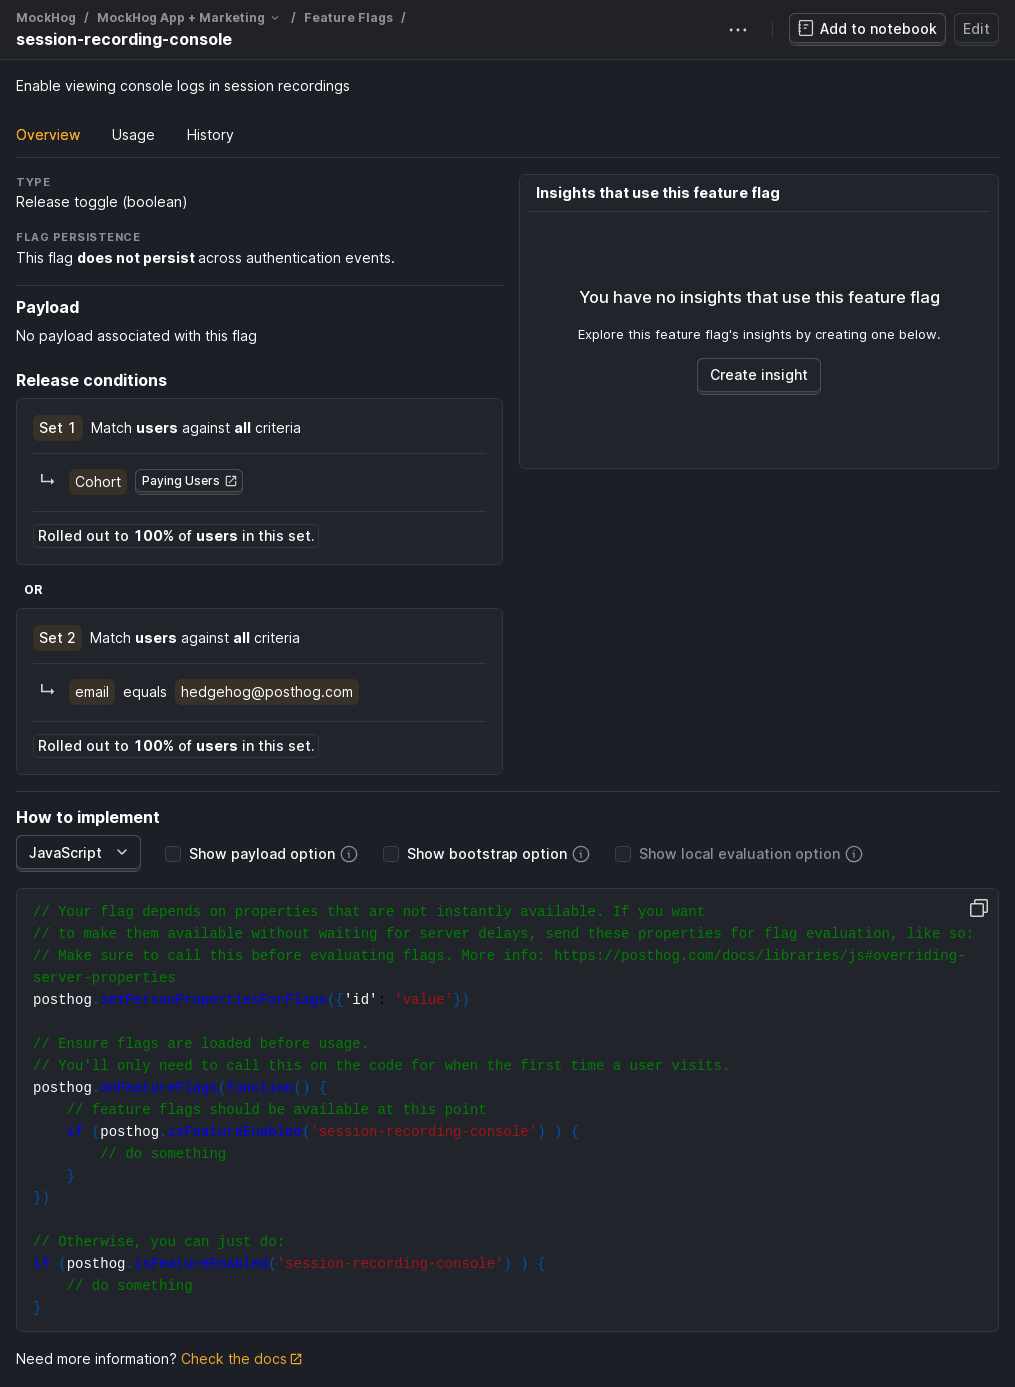 MockHog / MockHog App + Marketing / Feature Flags /
session-recording-console
Add to notebook
Edit
Enable viewing console logs in session recordings
Overview Usage History
TYPE
Release toggle (boolean)
FLAG PERSISTENCE
This flag does not persist across authentication events.
Payload
No payload associated with this flag
Release conditions
Set 1 Match users against all criteria
Cohort Paying Users
Rolled out to 100% of users in this set.
OR
Set 2 Match users against all criteria
email equals hedgehog@posthog.com
Rolled out to 100% of users in this set.
Insights that use this feature flag
You have no insights that use this feature flag
Explore this feature flag's insights by creating one below.
Create insight
How to implement
JavaScript Show payload option Show bootstrap option Show local evaluation option
// Your flag depends on properties that are not instantly available. If you want
// to make them available without waiting for server delays, send these properties for flag evaluation, like so:
// Make sure to call this before evaluating flags. More info: https://posthog.com/docs/libraries/js#overriding-
server-properties
posthog.setPersonPropertiesForFlags({'id': 'value'})
// Ensure flags are loaded before usage.
// You'll only need to call this on the code for when the first time a user visits.
posthog.onFeatureFlags(function() {
// feature flags should be available at this point
if (posthog.isFeatureEnabled('session-recording-console') ) {
// do something
}
})
// Otherwise, you can just do:
if (posthog.isFeatureEnabled('session-recording-console') ) {
// do something
}
Need more information? Check the docs